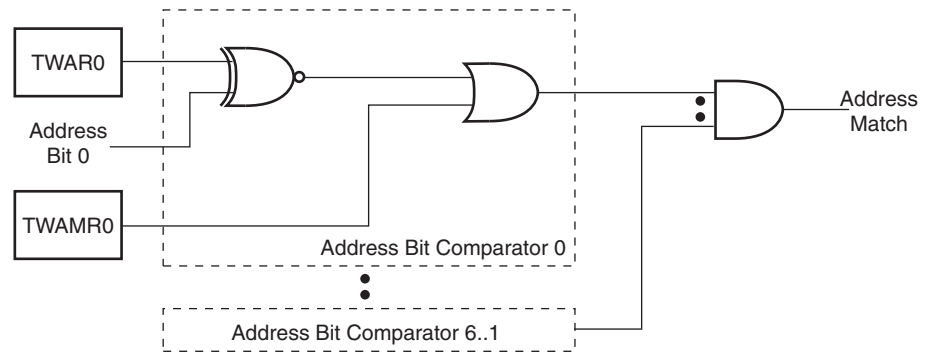 TWAR0
Address
Bit 0
TWAMR0
Address Bit Comparator 0
Address Bit Comparator 6..1
Address
Match